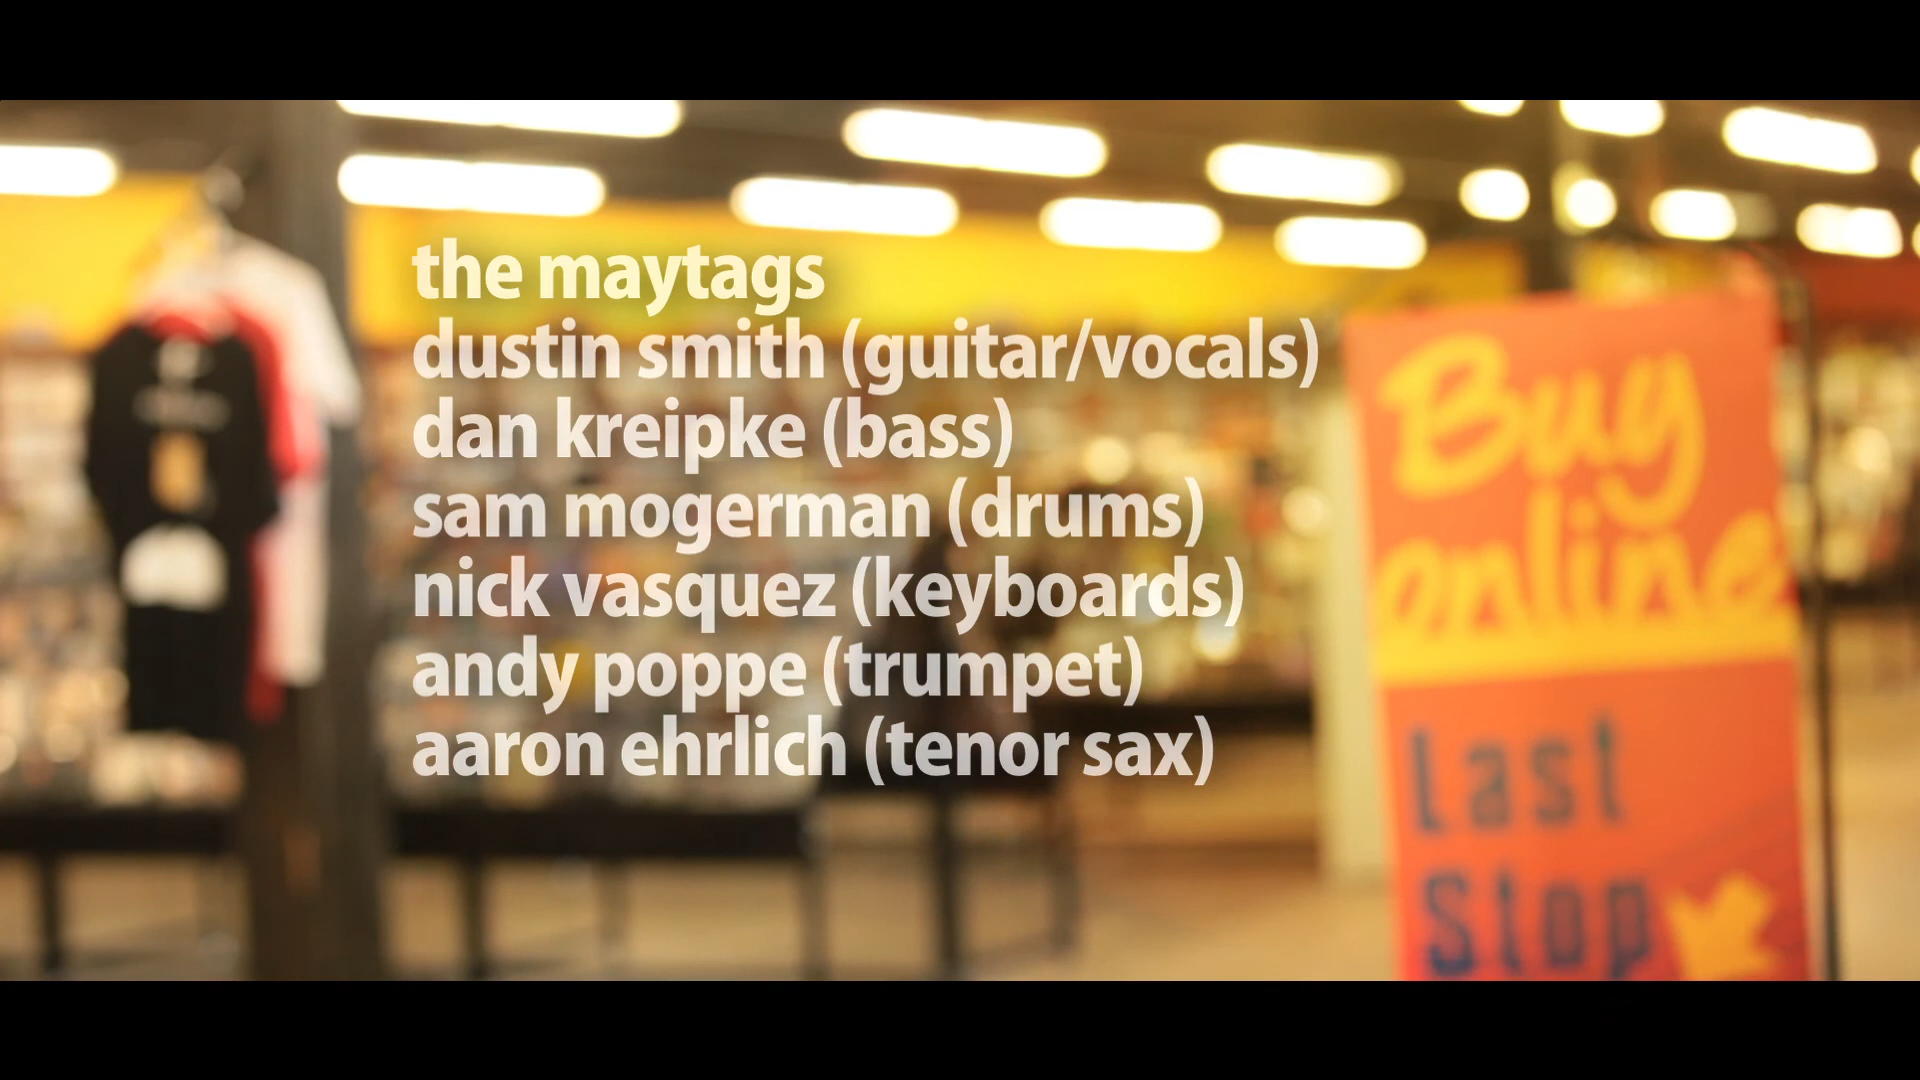 the maytags
dustin smith (guitar/vocals)
dan kreipke (bass)
sam mogerman (drums)
nick vasquez (keyboards)
andy poppe (trumpet)
aaron ehrlich (tenor sax)
Buy
online
Last
Stop